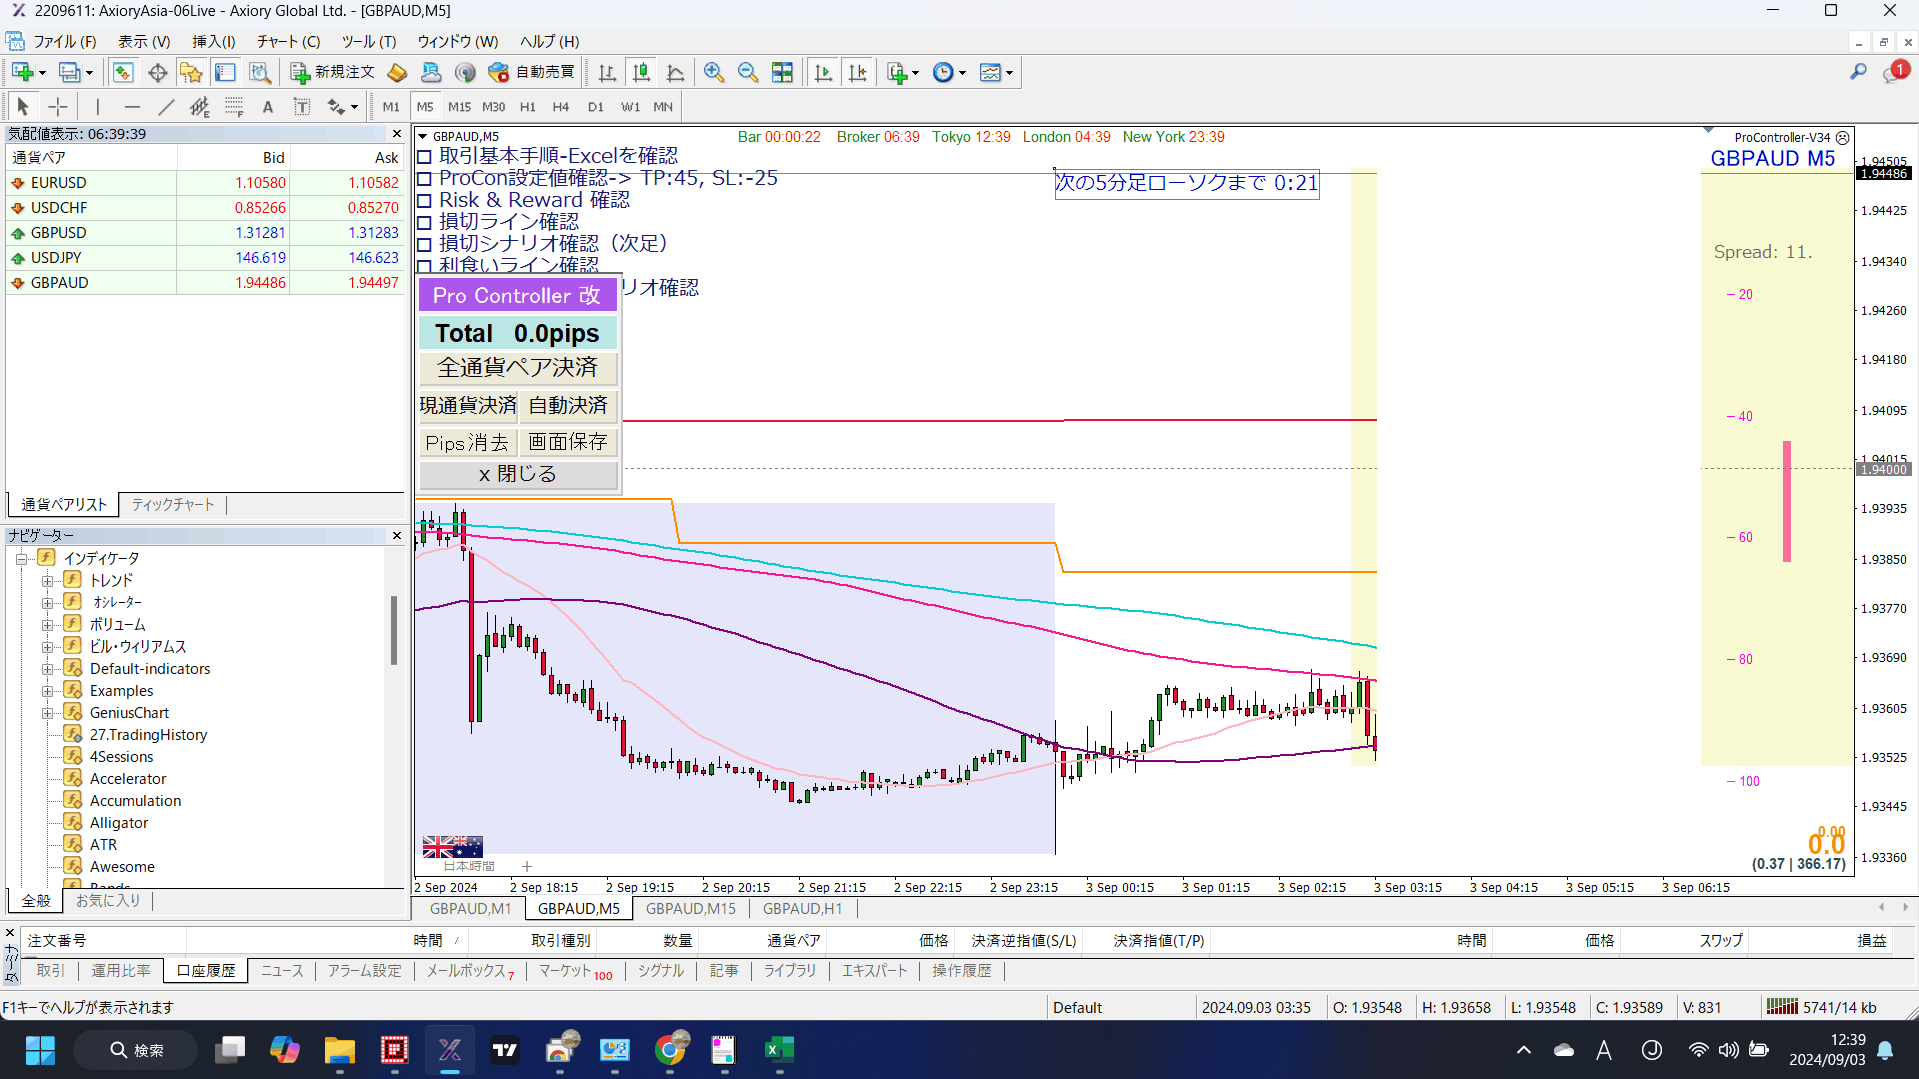 2209611: AxioryAsia-06Live - Axiory Global Ltd. - [GBPAUD,M5]
ファイル (F) 表示 (V) 挿入(I) チャート (C) ツール (T) ウィンドウ (W) ヘルプ (H)
新規注文 自動売買 1
M1 M5 M15 M30 H1 H4 D1 W1 MN
気配値表示: 06:39:39
通貨ペア Bid Ask
EURUSD 1.10580 1.10582
USDCHF 0.85266 0.85270
GBPUSD 1.31281 1.31283
USDJPY 146.619 146.623
GBPAUD 1.94486 1.94497
通貨ペアリスト ティックチャート
ナビゲーター
インディケータ
トレンド
オシレーター
ボリューム
ビル・ウィリアムス
Default-indicators
Examples
GeniusChart
27.TradingHistory
4Sessions
Accelerator
Accumulation
Alligator
ATR
Awesome
Bands
全般 お気に入り
GBPAUD,M5 Bar 00:00:22 Broker 06:39 Tokyo 12:39 London 04:39 New York 23:39 ProController-V34
GBPAUD M5
取引基本手順-Excelを確認
ProCon設定値確認-> TP:45, SL:-25
Risk & Reward 確認
損切ライン確認
損切シナリオ確認（次足）
利食いライン確認
リオ確認
次の5分足ローソクまで 0:21
Pro Controller 改
Total 0.0pips
全通貨ペア決済
現通貨決済 自動決済
Pips消去 画面保存
x 閉じる
Spread: 11.
20
40
60
80
100
0.00
0.0
(0.37 | 366.17)
1.94505
1.94486
1.94425
1.94340
1.94260
1.94180
1.94095
1.94015
1.94000
1.93935
1.93850
1.93770
1.93690
1.93605
1.93525
1.93445
1.93360
日本時間 +
2 Sep 2024 2 Sep 18:15 2 Sep 19:15 2 Sep 20:15 2 Sep 21:15 2 Sep 22:15 2 Sep 23:15 3 Sep 00:15 3 Sep 01:15 3 Sep 02:15 3 Sep 03:15 3 Sep 04:15 3 Sep 05:15 3 Sep 06:15
GBPAUD,M1 GBPAUD,M5 GBPAUD,M15 GBPAUD,H1
注文番号 時間 取引種別 数量 通貨ペア 価格 決済逆指値(S/L) 決済指値(T/P) 時間 価格 スワップ 損益
取引 運用比率 口座履歴 ニュース アラーム設定 メールボックス 7 マーケット 100 シグナル 記事 ライブラリ エキスパート 操作履歴
F1キーでヘルプが表示されます Default 2024.09.03 03:35 O: 1.93548 H: 1.93658 L: 1.93548 C: 1.93589 V: 831 5741/14 kb
検索 A 12:39
2024/09/03